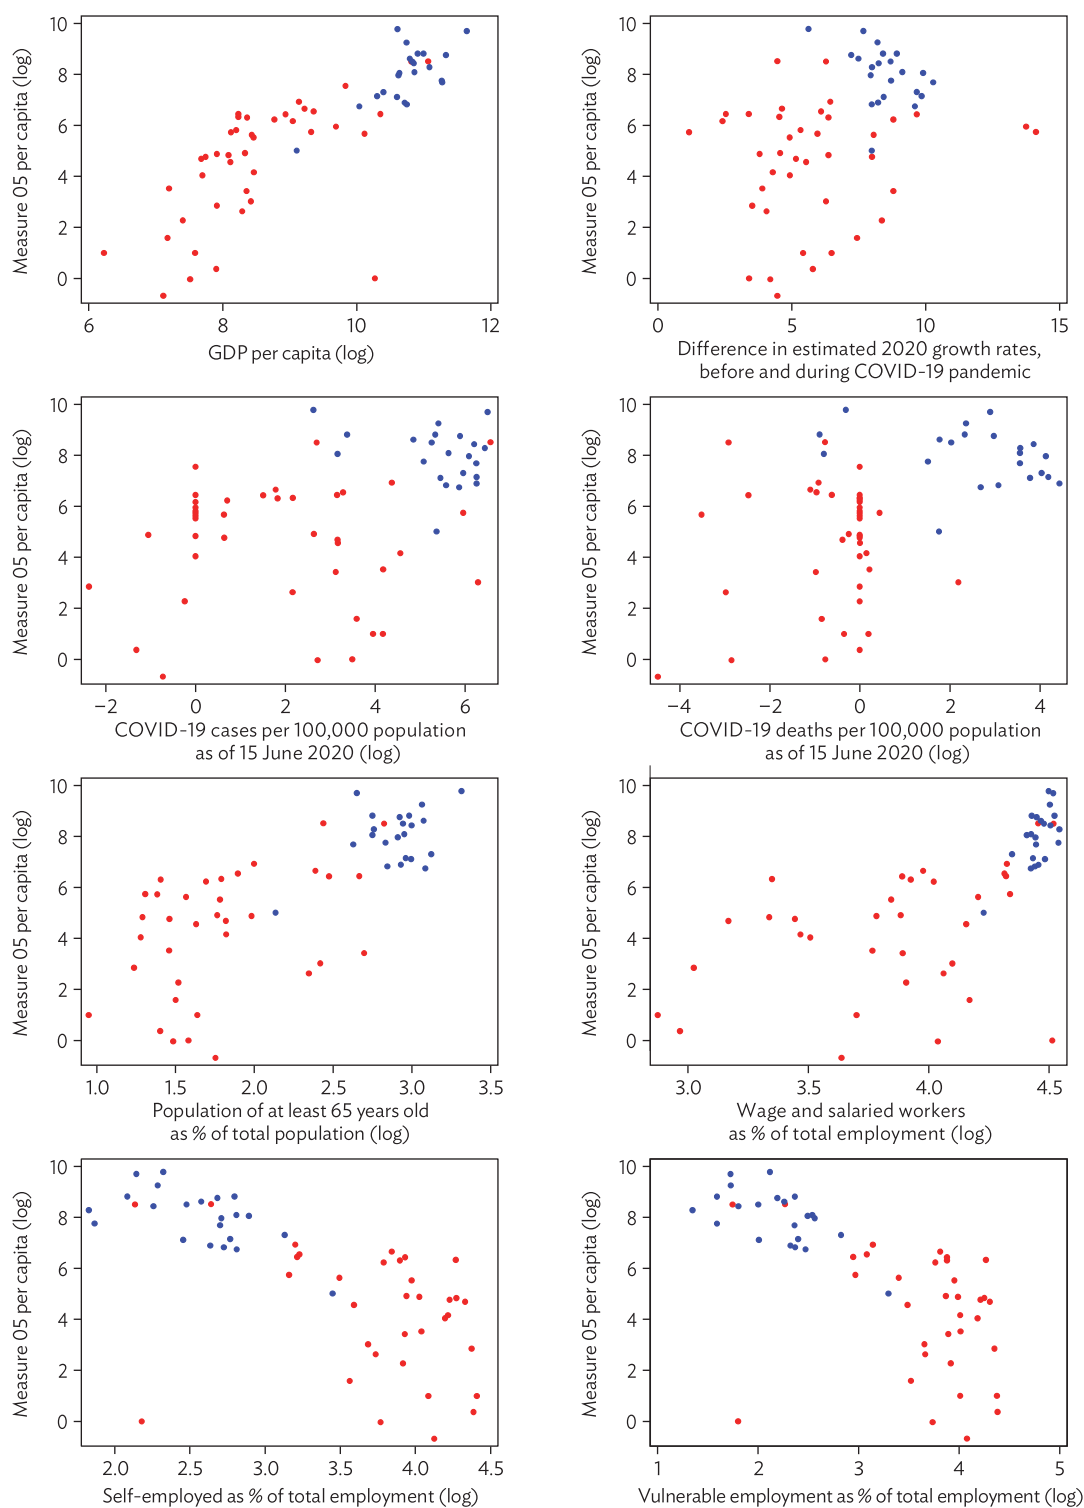 Measure 05 per capita (log)
10
8
6
4
2
0
6 8 10 12
GDP per capita (log)
Measure 05 per capita (log)
10
8
6
4
2
0
0 5 10 15
Difference in estimated 2020 growth rates,
before and during COVID-19 pandemic
Measure 05 per capita (log)
10
8
6
4
2
0
−2 0 2 4 6
COVID-19 cases per 100,000 population
as of 15 June 2020 (log)
Measure 05 per capita (log)
10
8
6
4
2
0
−4 −2 0 2 4
COVID-19 deaths per 100,000 population
as of 15 June 2020 (log)
Measure 05 per capita (log)
10
8
6
4
2
0
1.0 1.5 2.0 2.5 3.0 3.5
Population of at least 65 years old
as % of total population (log)
Measure 05 per capita (log)
10
8
6
4
2
0
3.0 3.5 4.0 4.5
Wage and salaried workers
as % of total employment (log)
Measure 05 per capita (log)
10
8
6
4
2
0
2.0 2.5 3.0 3.5 4.0 4.5
Self-employed as % of total employment (log)
Measure 05 per capita (log)
10
8
6
4
2
0
1 2 3 4 5
Vulnerable employment as % of total employment (log)